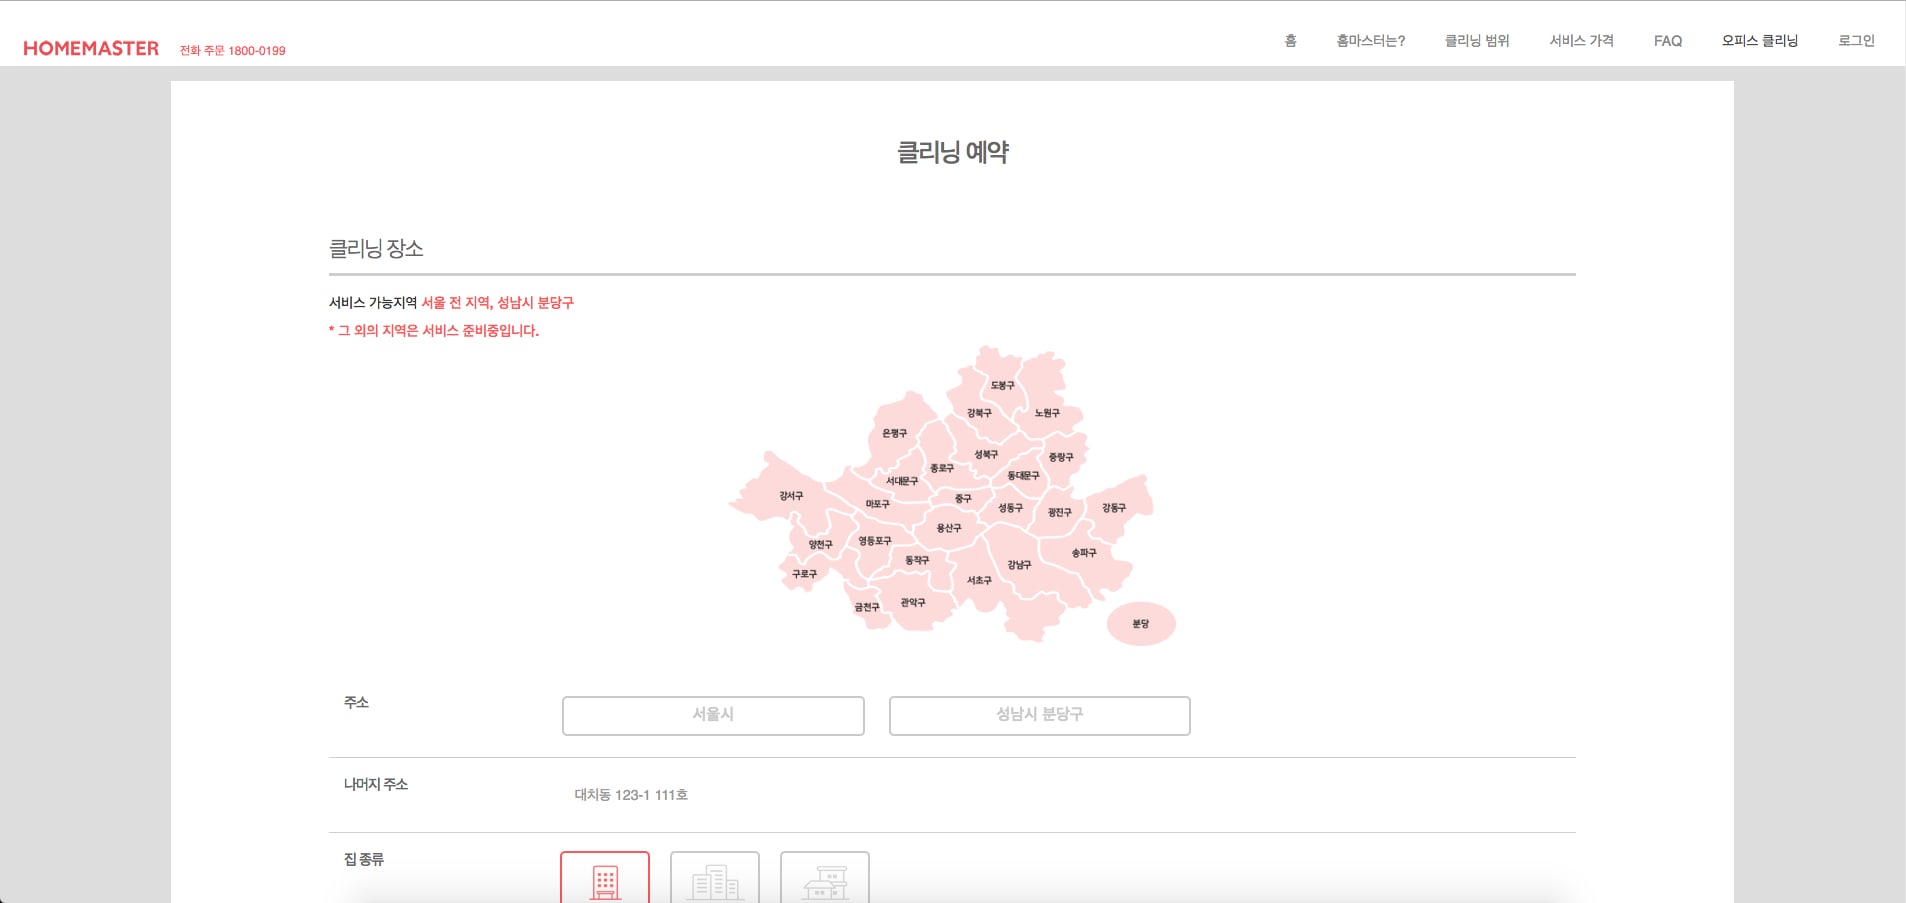 HOMEMASTER 전화 주문 1800-0199
홈 홈마스터는? 클리닝 범위 서비스 가격 FAQ 오피스 클리닝 로그인
클리닝 예약
클리닝 장소
서비스 가능지역 서울 전 지역, 성남시 분당구
* 그 외의 지역은 서비스 준비중입니다.
도봉구
강북구
노원구
은평구
성북구
중랑구
종로구
동대문구
서대문구
강서구
중구
마포구
성동구
강동구
광진구
용산구
영등포구
양천구
송파구
동작구
강남구
구로구
서초구
관악구
금천구
분당
주소
서울시
성남시 분당구
나머지 주소
대치동 123-1 111호
집 종류